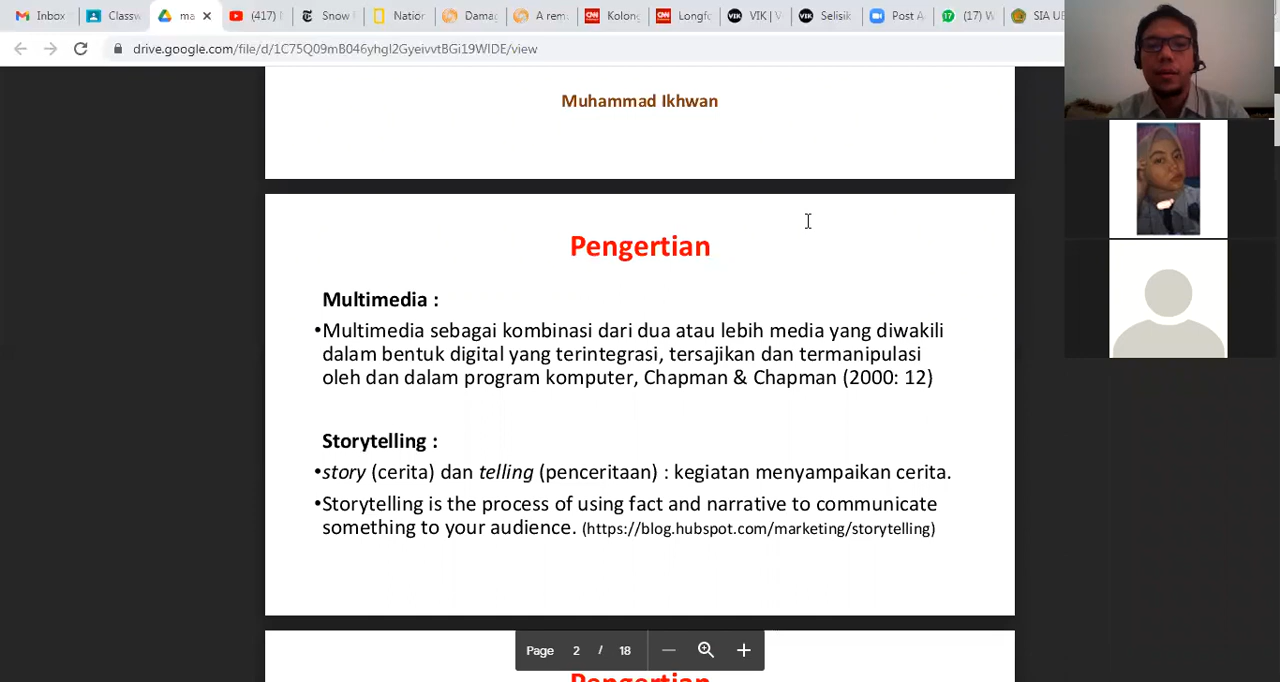 Inbox
Classw
ma
(417)
Snow F
Nation
Damag
A rem
Kolong
Longfo
VIK | V
Selisik
Post A
(17) W
SIA UB
drive.google.com/file/d/1C75Q09mB046yhgI2GyeivvtBGi19WIDE/view
Muhammad Ikhwan
Pengertian
Multimedia :
•Multimedia sebagai kombinasi dari dua atau lebih media yang diwakili
dalam bentuk digital yang terintegrasi, tersajikan dan termanipulasi
oleh dan dalam program komputer, Chapman & Chapman (2000: 12)
Storytelling :
•story (cerita) dan telling (penceritaan) : kegiatan menyampaikan cerita.
•Storytelling is the process of using fact and narrative to communicate
something to your audience. (https://blog.hubspot.com/marketing/storytelling)
Page 2 / 18
Pengertian